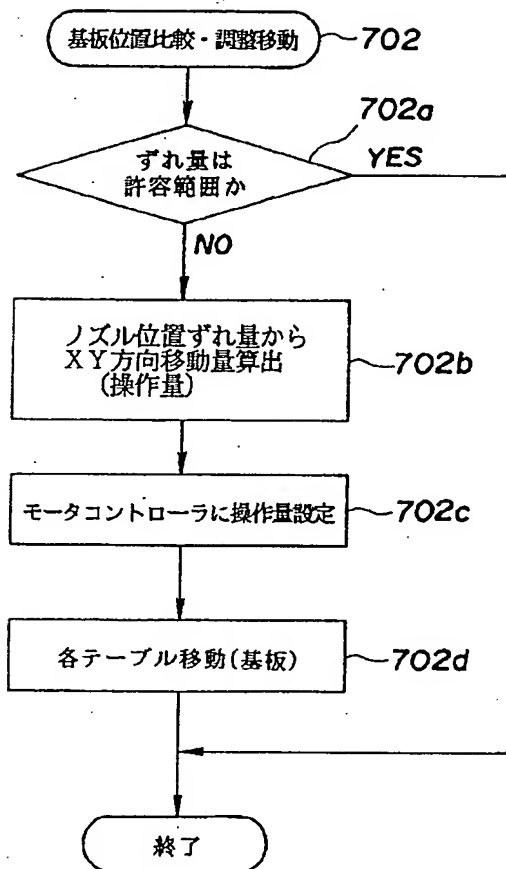 基板位置比較・調整移動
702
702a
ずれ量は
許容範囲か
YES
NO
ノズル位置ずれ量から
XY方向移動量算出
(操作量)
702b
モータコントローラに操作量設定
702c
各テーブル移動(基板)
702d
終了